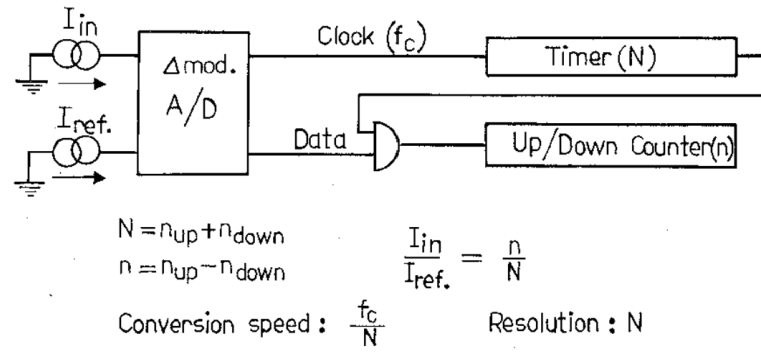 I_in
Δ mod.
A/D
I_ref.
Clock (f_c)
Timer (N)
Data
Up/Down Counter(n)
N = n_up + n_down
n = n_up - n_down
I_in / I_ref. = n / N
Conversion speed : f_c / N
Resolution : N